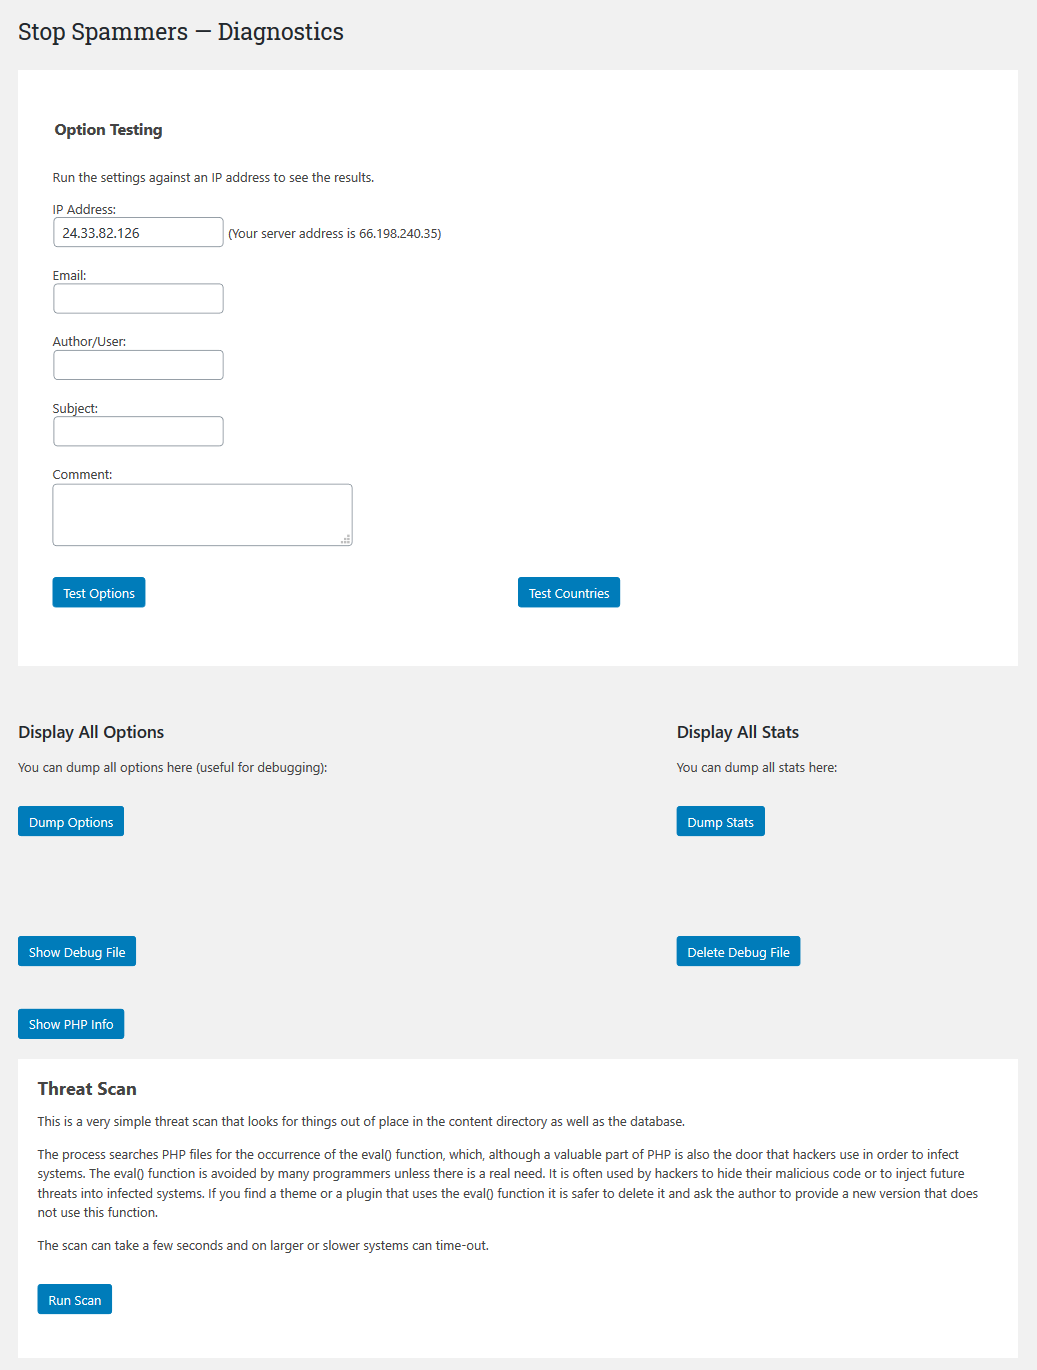 Stop Spammers — Diagnostics
Option Testing
Run the settings against an IP address to see the results.
IP Address:
24.33.82.126 (Your server address is 66.198.240.35)
Email:
Author/User:
Subject:
Comment:
Test Options
Test Countries
Display All Options
You can dump all options here (useful for debugging):
Dump Options
Display All Stats
You can dump all stats here:
Dump Stats
Show Debug File
Delete Debug File
Show PHP Info
Threat Scan
This is a very simple threat scan that looks for things out of place in the content directory as well as the database.
The process searches PHP files for the occurrence of the eval() function, which, although a valuable part of PHP is also the door that hackers use in order to infect
systems. The eval() function is avoided by many programmers unless there is a real need. It is often used by hackers to hide their malicious code or to inject future
threats into infected systems. If you find a theme or a plugin that uses the eval() function it is safer to delete it and ask the author to provide a new version that does
not use this function.
The scan can take a few seconds and on larger or slower systems can time-out.
Run Scan